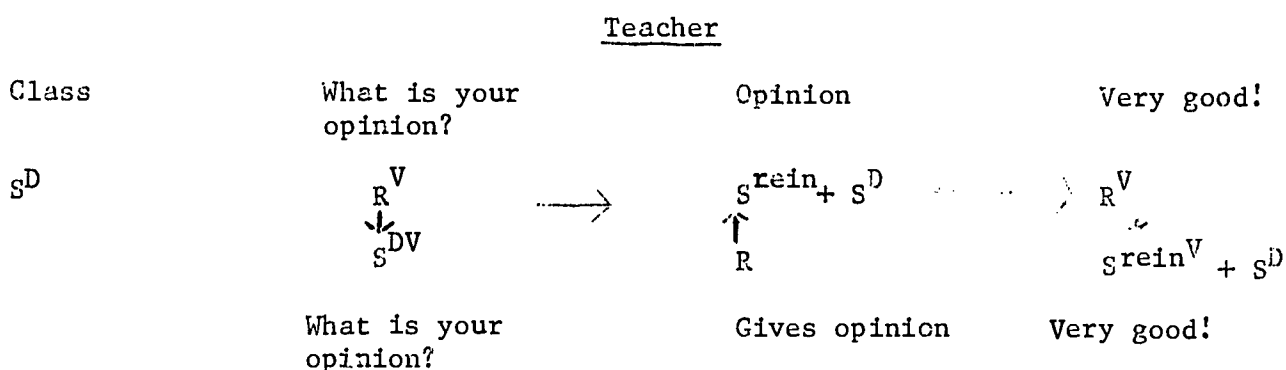 Teacher
Class What is your Opinion Very good!
opinion?
S^D R^V S^rein + S^D R^V
S^DV R S^rein^V + S^D
What is your Gives opinion Very good!
opinion?